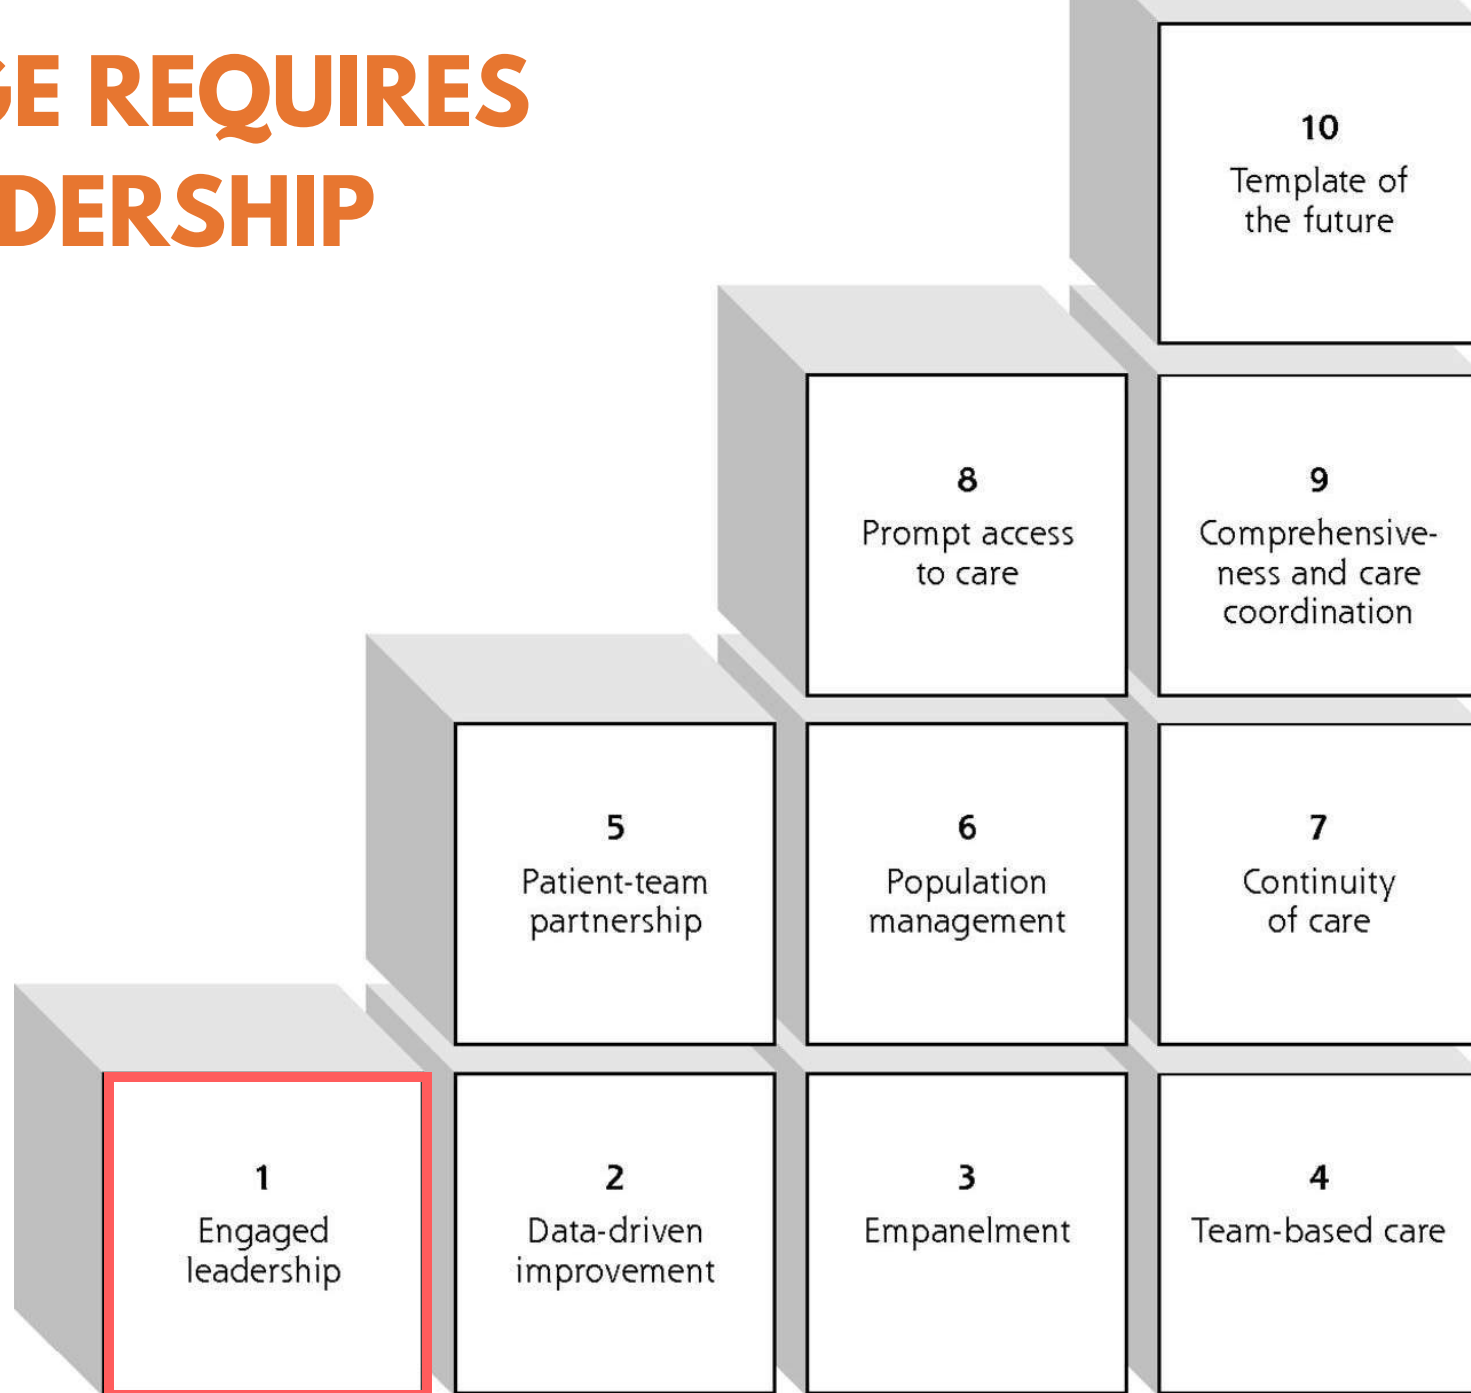 GE REQUIRES
DERSHIP
10
Template of
the future
8
Prompt access
to care
9
Comprehensive-
ness and care
coordination
5
Patient-team
partnership
6
Population
management
7
Continuity
of care
1
Engaged
leadership
2
Data-driven
improvement
3
Empanelment
4
Team-based care